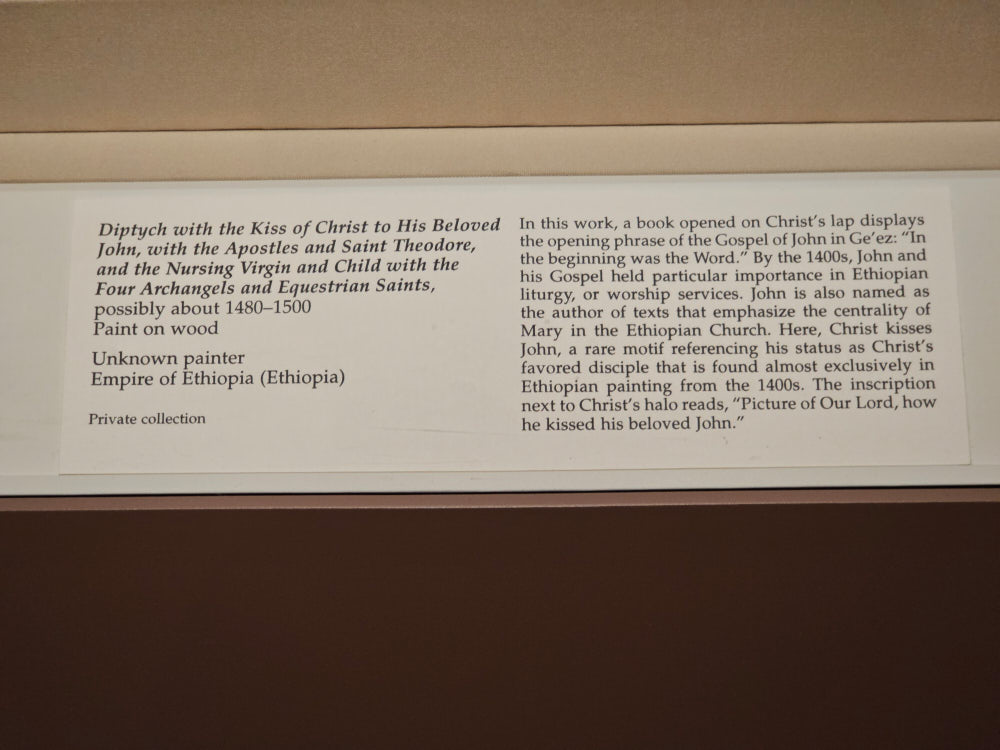 Diptych with the Kiss of Christ to His Beloved
John, with the Apostles and Saint Theodore,
and the Nursing Virgin and Child with the
Four Archangels and Equestrian Saints,
possibly about 1480–1500
Paint on wood
Unknown painter
Empire of Ethiopia (Ethiopia)
Private collection
In this work, a book opened on Christ’s lap displays
the opening phrase of the Gospel of John in Ge’ez: “In
the beginning was the Word.” By the 1400s, John and
his Gospel held particular importance in Ethiopian
liturgy, or worship services. John is also named as
the author of texts that emphasize the centrality of
Mary in the Ethiopian Church. Here, Christ kisses
John, a rare motif referencing his status as Christ’s
favored disciple that is found almost exclusively in
Ethiopian painting from the 1400s. The inscription
next to Christ’s halo reads, “Picture of Our Lord, how
he kissed his beloved John.”